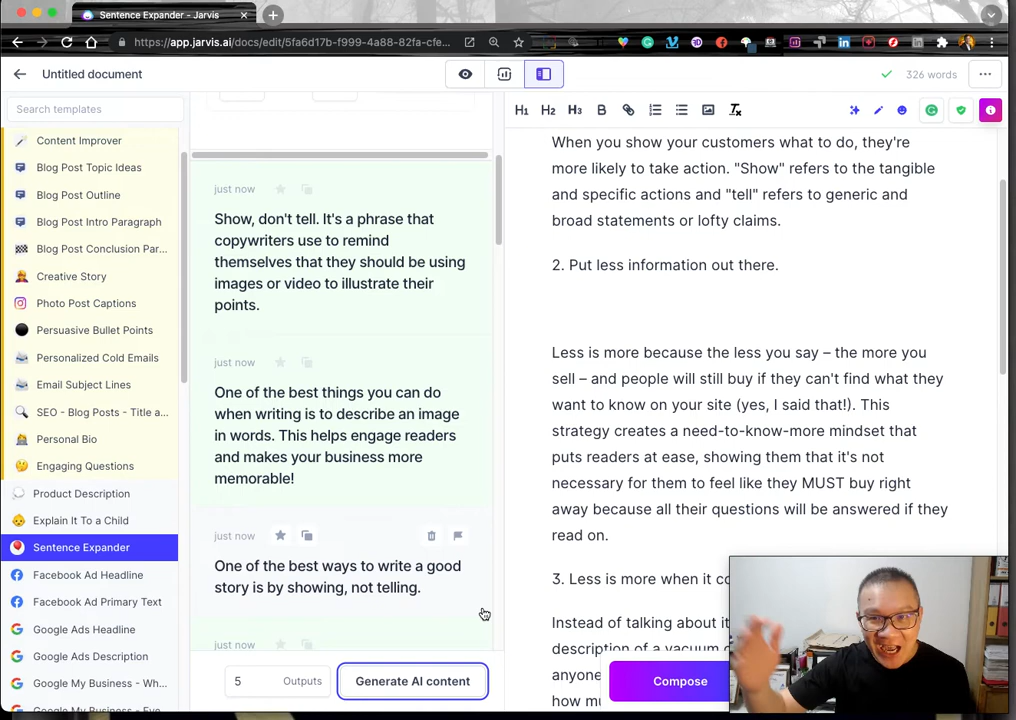 Sentence Expander - Jarvis
https://app.jarvis.ai/docs/edit/5fa6d17b-f999-4a88-82fa-cfe...
Untitled document
326 words
Search templates
Content Improver
Blog Post Topic Ideas
Blog Post Outline
Blog Post Intro Paragraph
Blog Post Conclusion Par...
Creative Story
Photo Post Captions
Persuasive Bullet Points
Personalized Cold Emails
Email Subject Lines
SEO - Blog Posts - Title a...
Personal Bio
Engaging Questions
Product Description
Explain It To a Child
Sentence Expander
Facebook Ad Headline
Facebook Ad Primary Text
Google Ads Headline
Google Ads Description
Google My Business - Wh...
Google My Business - Eve...
just now
Show, don't tell. It's a phrase that
copywriters use to remind
themselves that they should be using
images or video to illustrate their
points.
just now
One of the best things you can do
when writing is to describe an image
in words. This helps engage readers
and makes your business more
memorable!
just now
One of the best ways to write a good
story is by showing, not telling.
just now
5 Outputs
Generate AI content
H1 H2 H3 B
When you show your customers what to do, they're
more likely to take action. "Show" refers to the tangible
and specific actions and "tell" refers to generic and
broad statements or lofty claims.
2. Put less information out there.
Less is more because the less you say – the more you
sell – and people will still buy if they can't find what they
want to know on your site (yes, I said that!). This
strategy creates a need-to-know-more mindset that
puts readers at ease, showing them that it's not
necessary for them to feel like they MUST buy right
away because all their questions will be answered if they
read on.
3. Less is more when it co
Instead of talking about it
description of a vacuum c
anyone
how mu
Compose